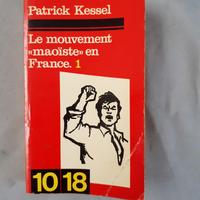 Patrick Kessel
Le mouvement
«maoïste» en
France. 1
10 18